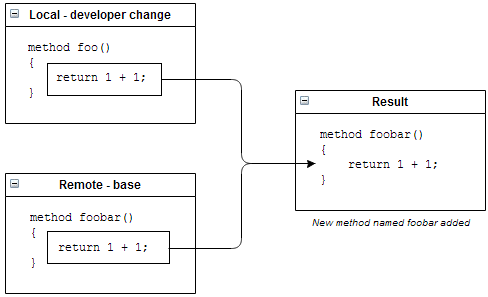 Local - developer change
method foo()
{
return 1 + 1;
}
Remote - base
method foobar()
{
return 1 + 1;
}
Result
method foobar()
{
return 1 + 1;
}
New method named foobar added